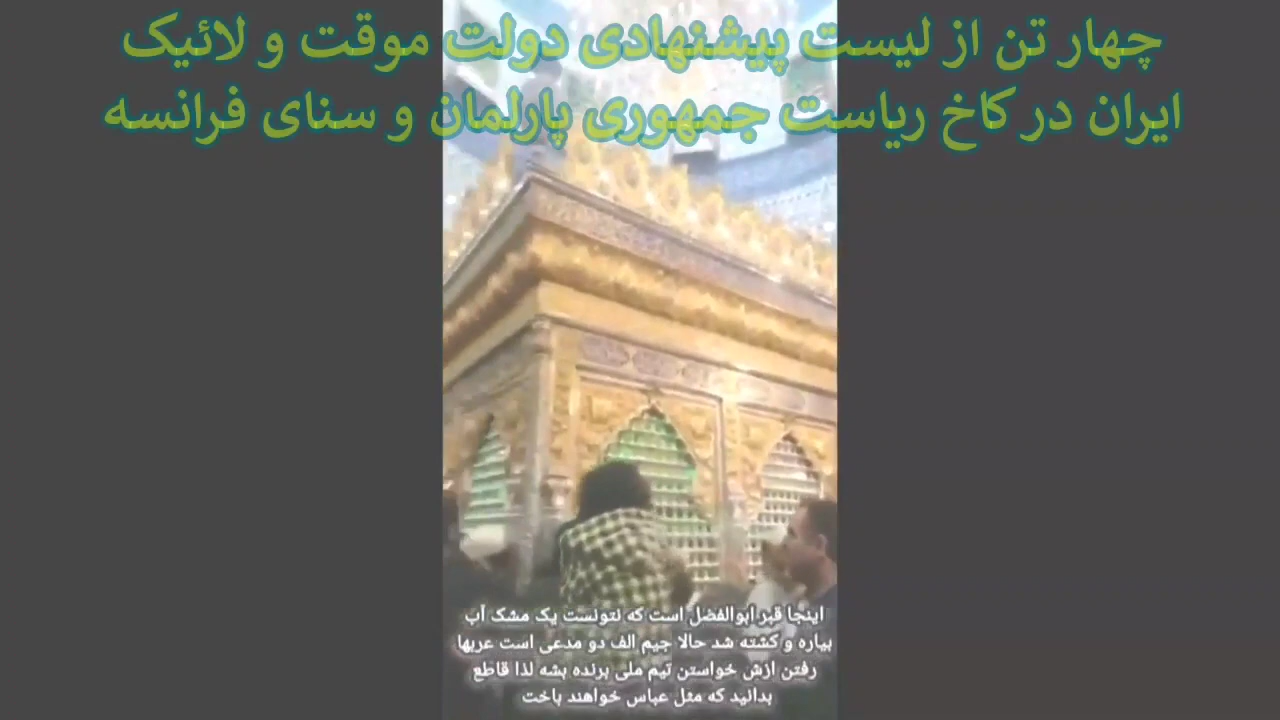 چهار تن از لیست پیشنهادی دولت موقت و لائیک
ایران در کاخ ریاست جمهوری پارلمان و سنای فرانسه
اینجا قبر ابوالفضل است که نتونست یک مشک آب
بیاره و کشته شد حالا جیم الف دو مدعی است عربها
رفتن ازش خواستن تیم ملی برنده بشه لذا قاطع
بدانید که مثل عباس خواهند باخت